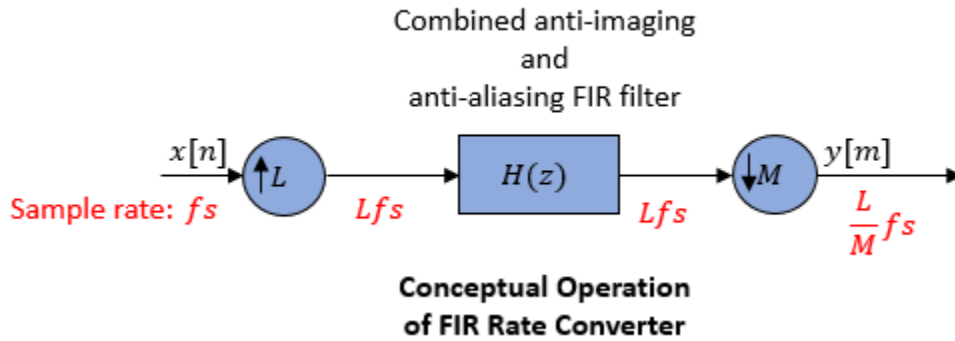 Combined anti-imaging
and
anti-aliasing FIR filter
x[n]
↑L
H(z)
↓M
y[m]
Sample rate: fs
Lfs
Lfs
L/M fs
Conceptual Operation
of FIR Rate Converter